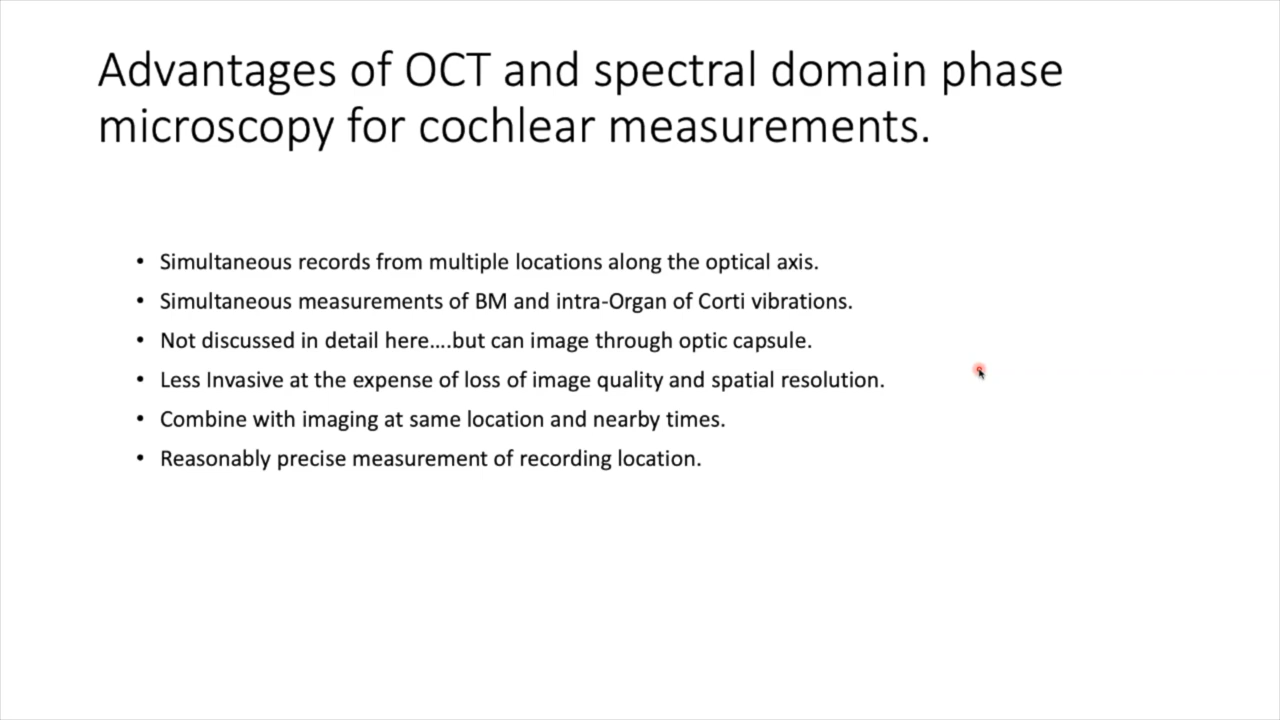 Advantages of OCT and spectral domain phase
microscopy for cochlear measurements.
• Simultaneous records from multiple locations along the optical axis.
• Simultaneous measurements of BM and intra-Organ of Corti vibrations.
• Not discussed in detail here….but can image through optic capsule.
• Less Invasive at the expense of loss of image quality and spatial resolution.
• Combine with imaging at same location and nearby times.
• Reasonably precise measurement of recording location.